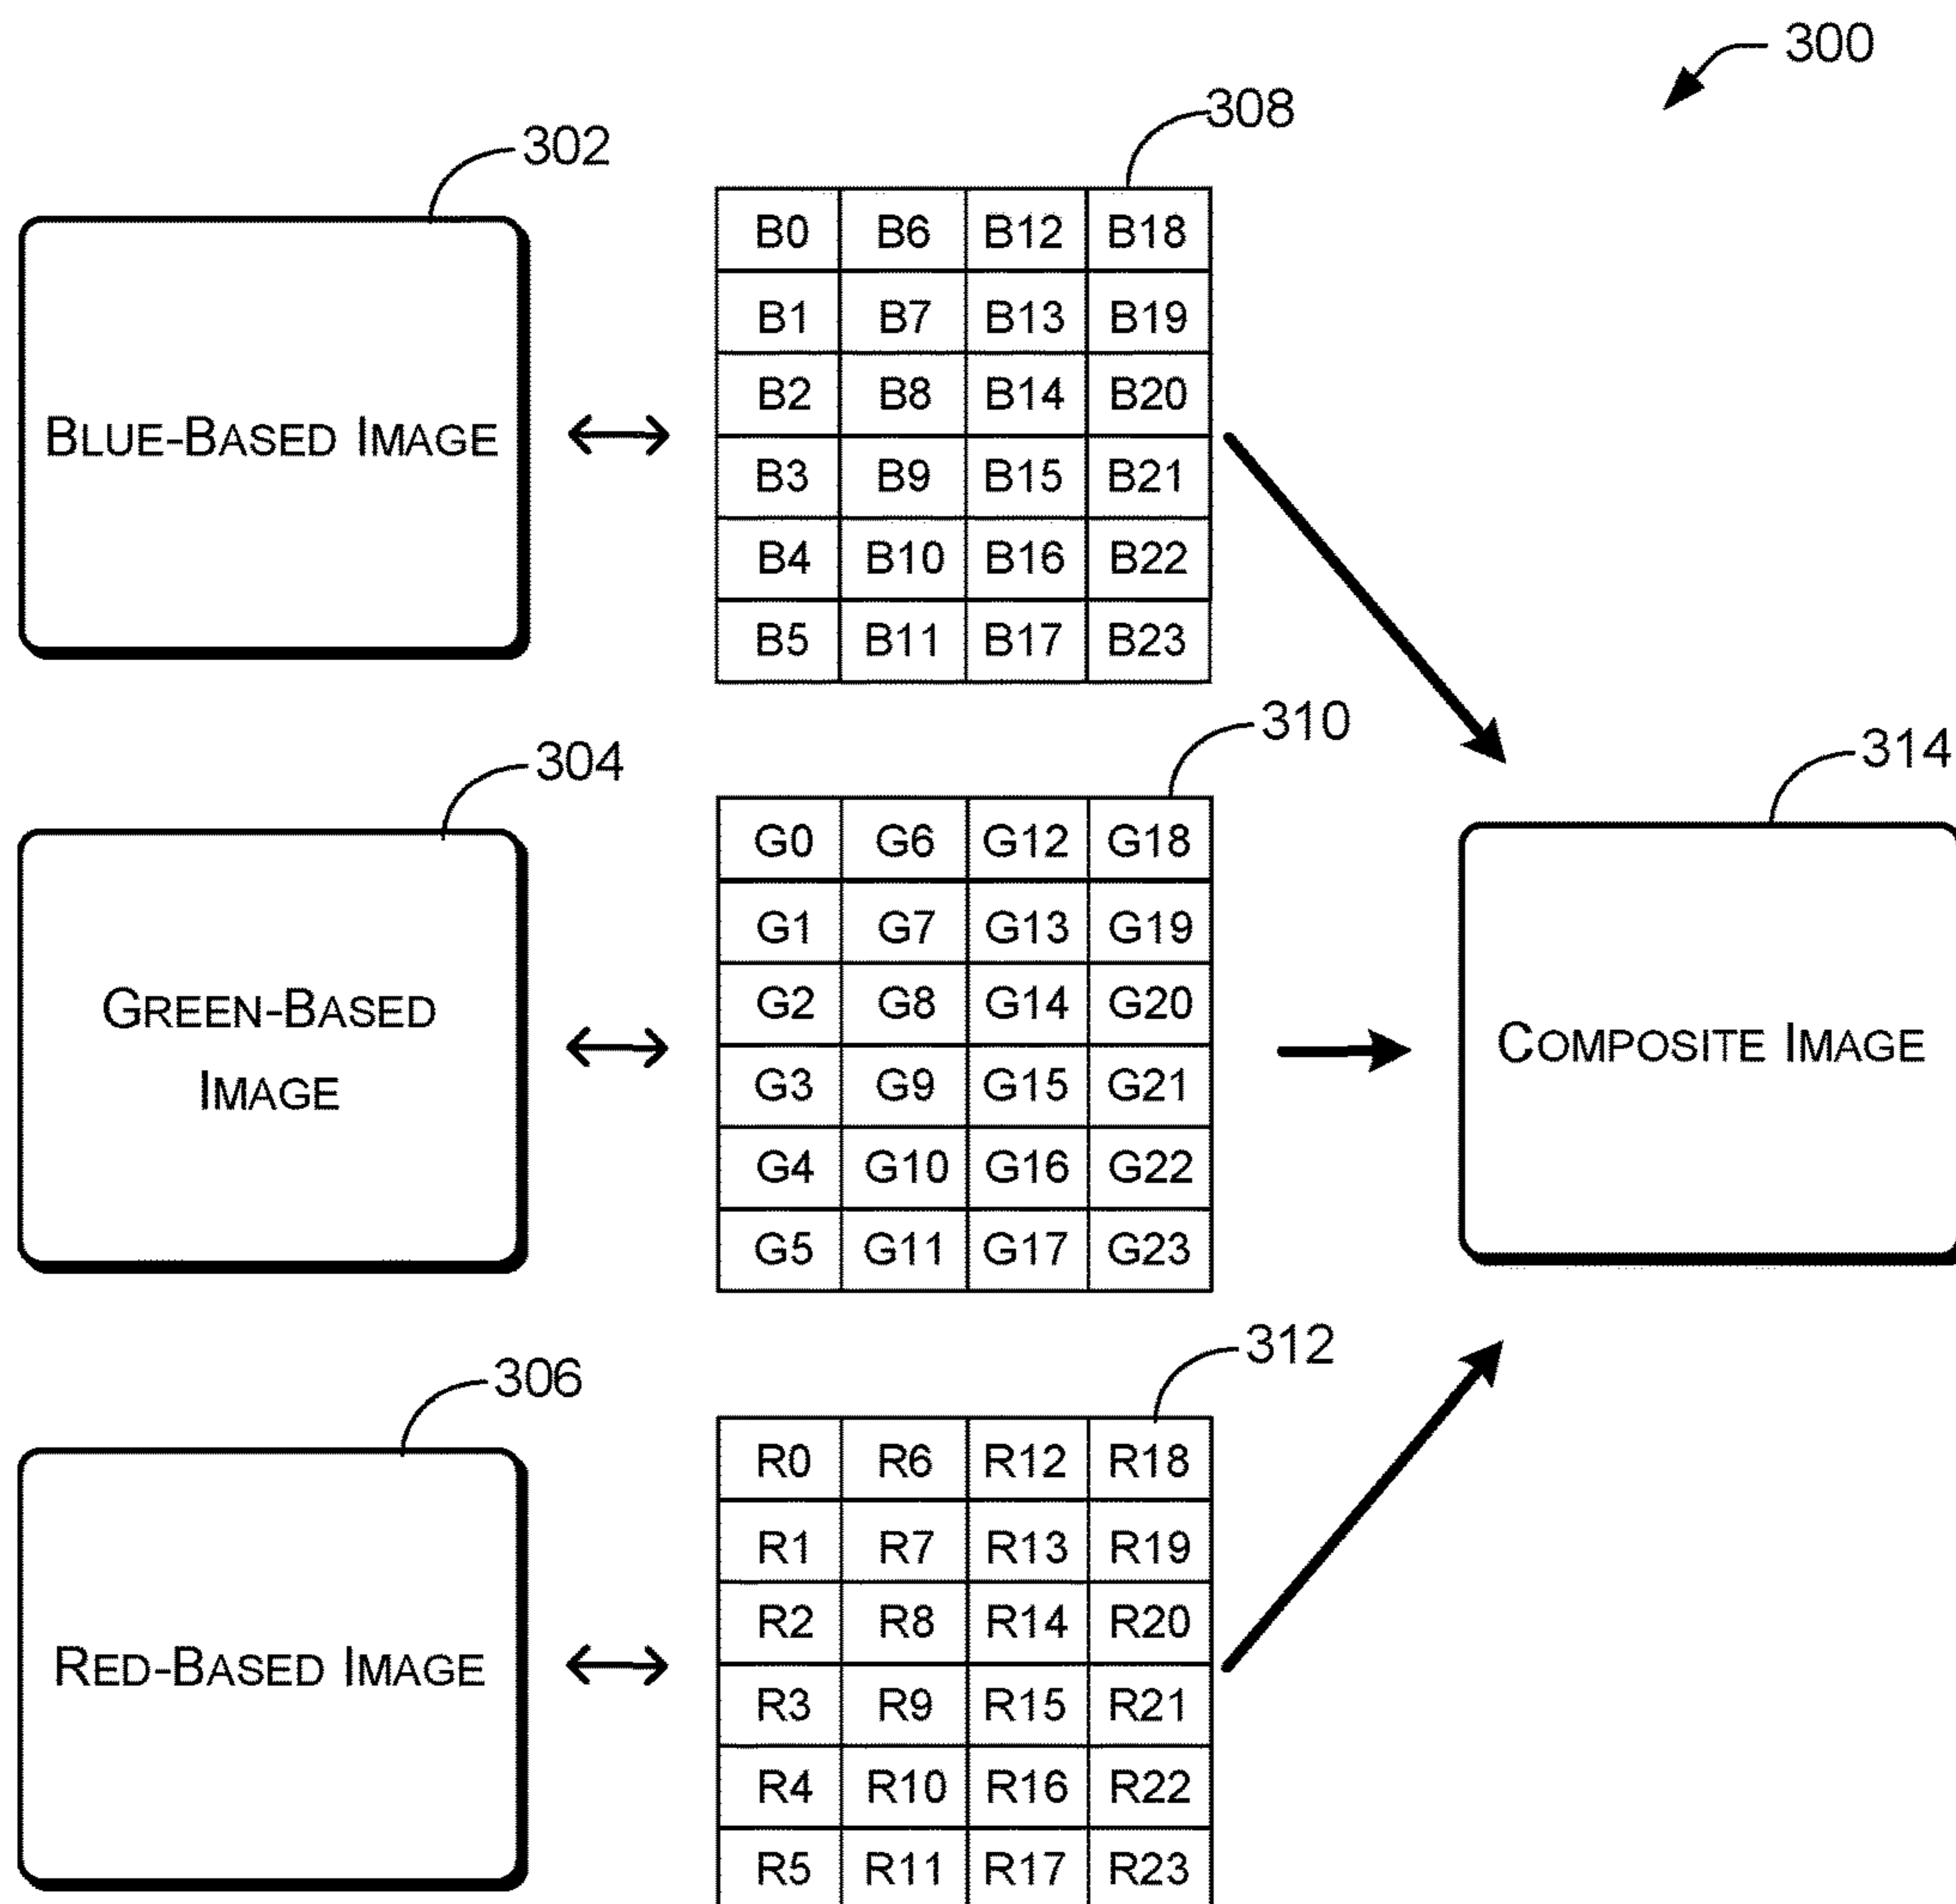 300
302
308
BLUE-BASED IMAGE
B0 B6 B12 B18
B1 B7 B13 B19
B2 B8 B14 B20
B3 B9 B15 B21
B4 B10 B16 B22
B5 B11 B17 B23
304
310
314
GREEN-BASED
IMAGE
G0 G6 G12 G18
G1 G7 G13 G19
G2 G8 G14 G20
G3 G9 G15 G21
G4 G10 G16 G22
G5 G11 G17 G23
COMPOSITE IMAGE
306
312
RED-BASED IMAGE
R0 R6 R12 R18
R1 R7 R13 R19
R2 R8 R14 R20
R3 R9 R15 R21
R4 R10 R16 R22
R5 R11 R17 R23